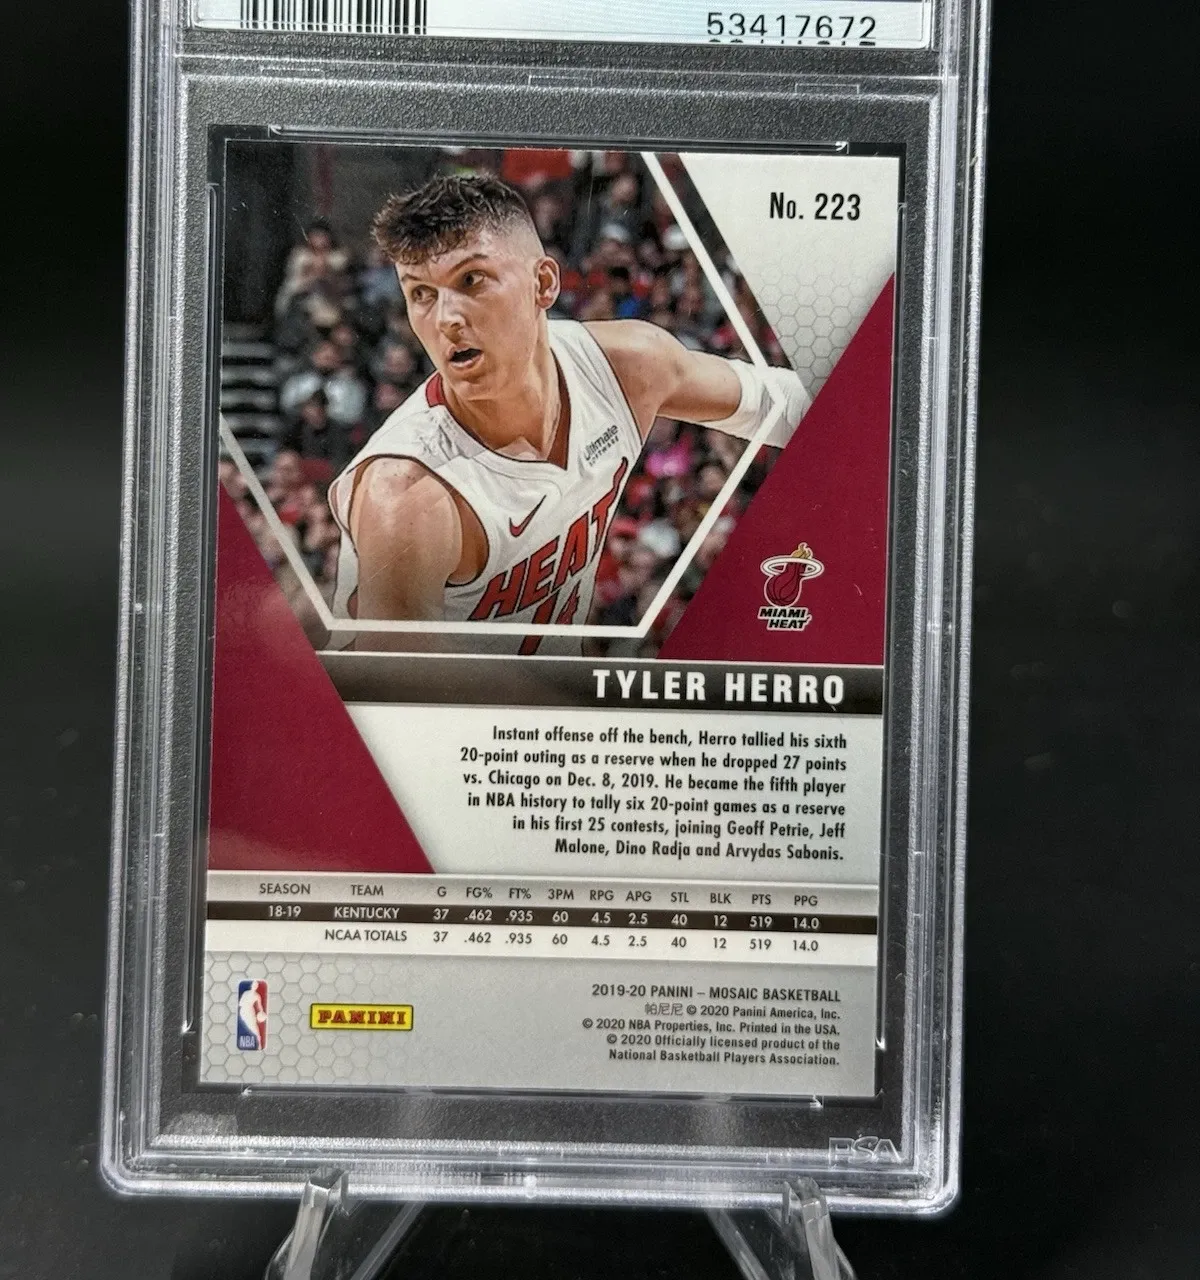 53417672
No. 223
Ultimate
SOFTWARE
HEAT
14
MIAMI
HEAT
TYLER HERRO
Instant offense off the bench, Herro tallied his sixth
20-point outing as a reserve when he dropped 27 points
vs. Chicago on Dec. 8, 2019. He became the fifth player
in NBA history to tally six 20-point games as a reserve
in his first 25 contests, joining Geoff Petrie, Jeff
Malone, Dino Radja and Arvydas Sabonis.
SEASON TEAM G FG% FT% 3PM RPG APG STL BLK PTS PPG
18-19 KENTUCKY 37 .462 .935 60 4.5 2.5 40 12 519 14.0
NCAA TOTALS 37 .462 .935 60 4.5 2.5 40 12 519 14.0
NBA
PANINI
2019-20 PANINI – MOSAIC BASKETBALL
帕尼尼 © 2020 Panini America, Inc.
© 2020 NBA Properties, Inc. Printed in the USA.
© 2020 Officially licensed product of the
National Basketball Players Association.
PSA